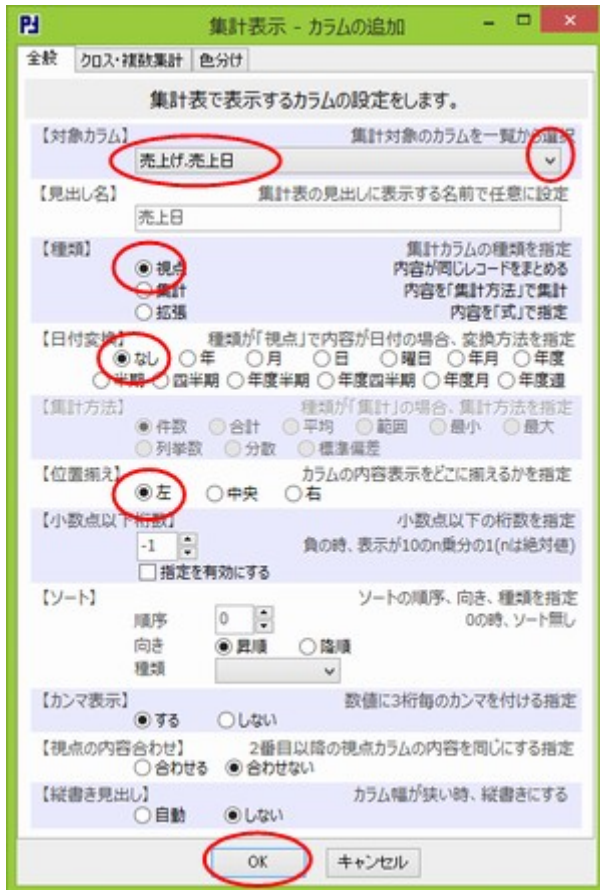 集計表示 - カラムの追加
全般 クロス・複数集計 色分け
集計表で表示するカラムの設定をします。
【対象カラム】 集計対象のカラムを一覧から選択
売上げ.売上日
【見出し名】 集計表の見出しに表示する名前で任意に設定
売上日
【種類】 集計カラムの種類を指定
視点 内容が同じレコードをまとめる
集計 内容を「集計方法」で集計
拡張 内容を「式」で指定
【日付変換】 種類が「視点」で内容が日付の場合、変換方法を指定
なし 年 月 日 曜日 年月 年度
半期 四半期 年度半期 年度四半期 年度月 年度週
【集計方法】 種類が「集計」の場合、集計方法を指定
件数 合計 平均 範囲 最小 最大
列挙数 分散 標準偏差
【位置揃え】 カラムの内容表示をどこに揃えるかを指定
左 中央 右
【小数点以下桁数】 小数点以下の桁数を指定
-1 負の時、表示が10のn乗分の1(nは絶対値)
指定を有効にする
【ソート】 ソートの順序、向き、種類を指定
順序 0 0の時、ソート無し
向き 昇順 降順
種類
【カンマ表示】 数値に3桁毎のカンマを付ける指定
する しない
【視点の内容合わせ】 2番目以降の視点カラムの内容を同じにする指定
合わせる 合わせない
【縦書き見出し】 カラム幅が狭い時、縦書きにする
自動 しない
OK キャンセル